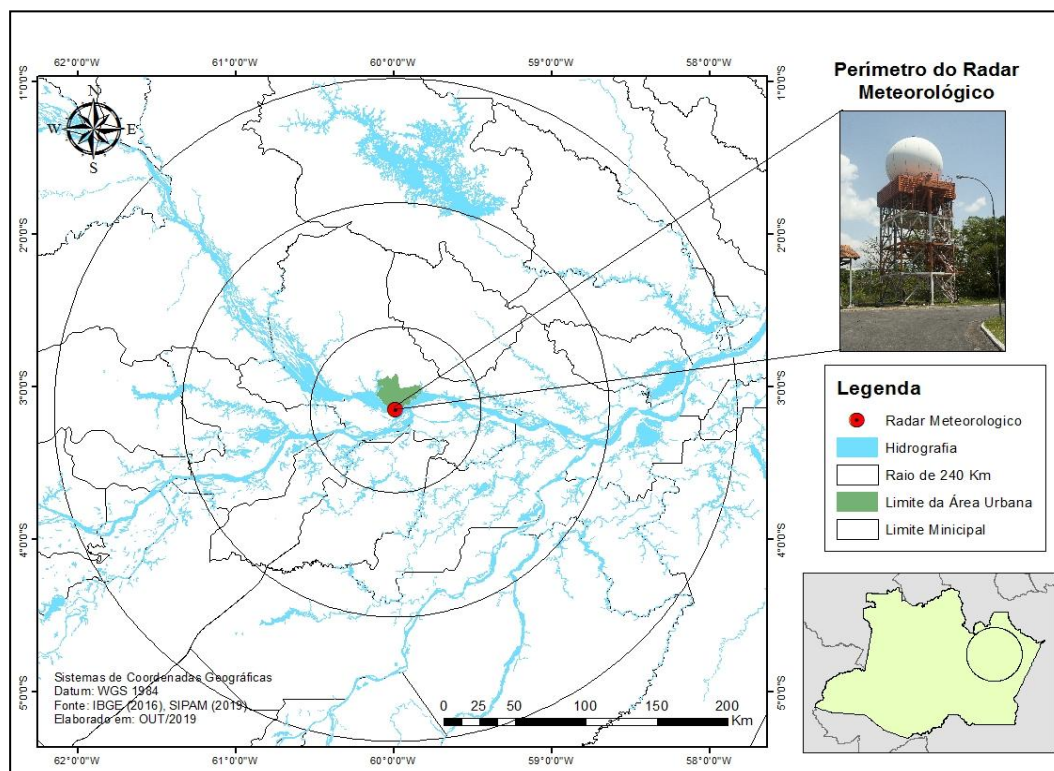 62°0'0"W 61°0'0"W 60°0'0"W 59°0'0"W 58°0'0"W
1°0'0"S
2°0'0"S
3°0'0"S
4°0'0"S
5°0'0"S
N
W E
S
1°0'0"S
2°0'0"S
3°0'0"S
4°0'0"S
5°0'0"S
Sistemas de Coordenadas Geográficas
Datum: WGS 1984
Fonte: IBGE (2016), SIPAM (2019)
Elaborado em: OUT/2019
0 25 50 100 150 200
Km
62°0'0"W 61°0'0"W 60°0'0"W 59°0'0"W 58°0'0"W
Perímetro do Radar
Meteorológico
Legenda
Radar Meteorologico
Hidrografia
Raio de 240 Km
Limite da Área Urbana
Limite Minicipal